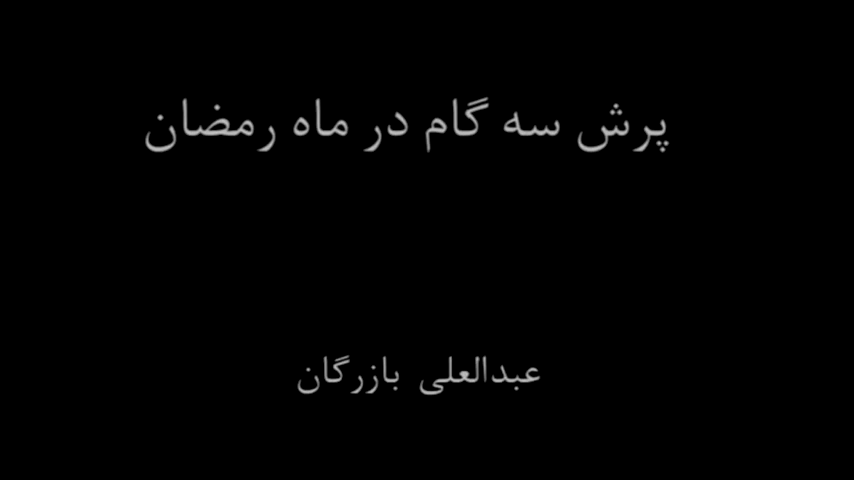 پرش سه گام در ماه رمضان
عبدالعلی بازرگان